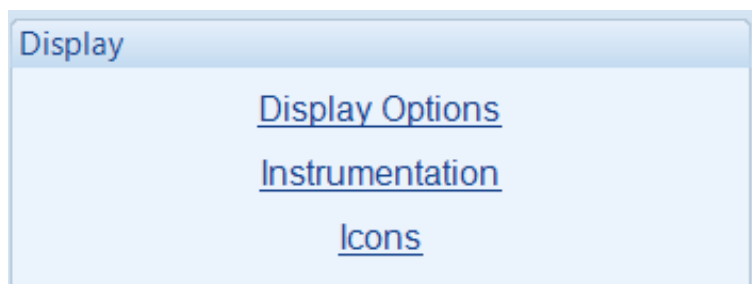 Display
Display Options
Instrumentation
Icons